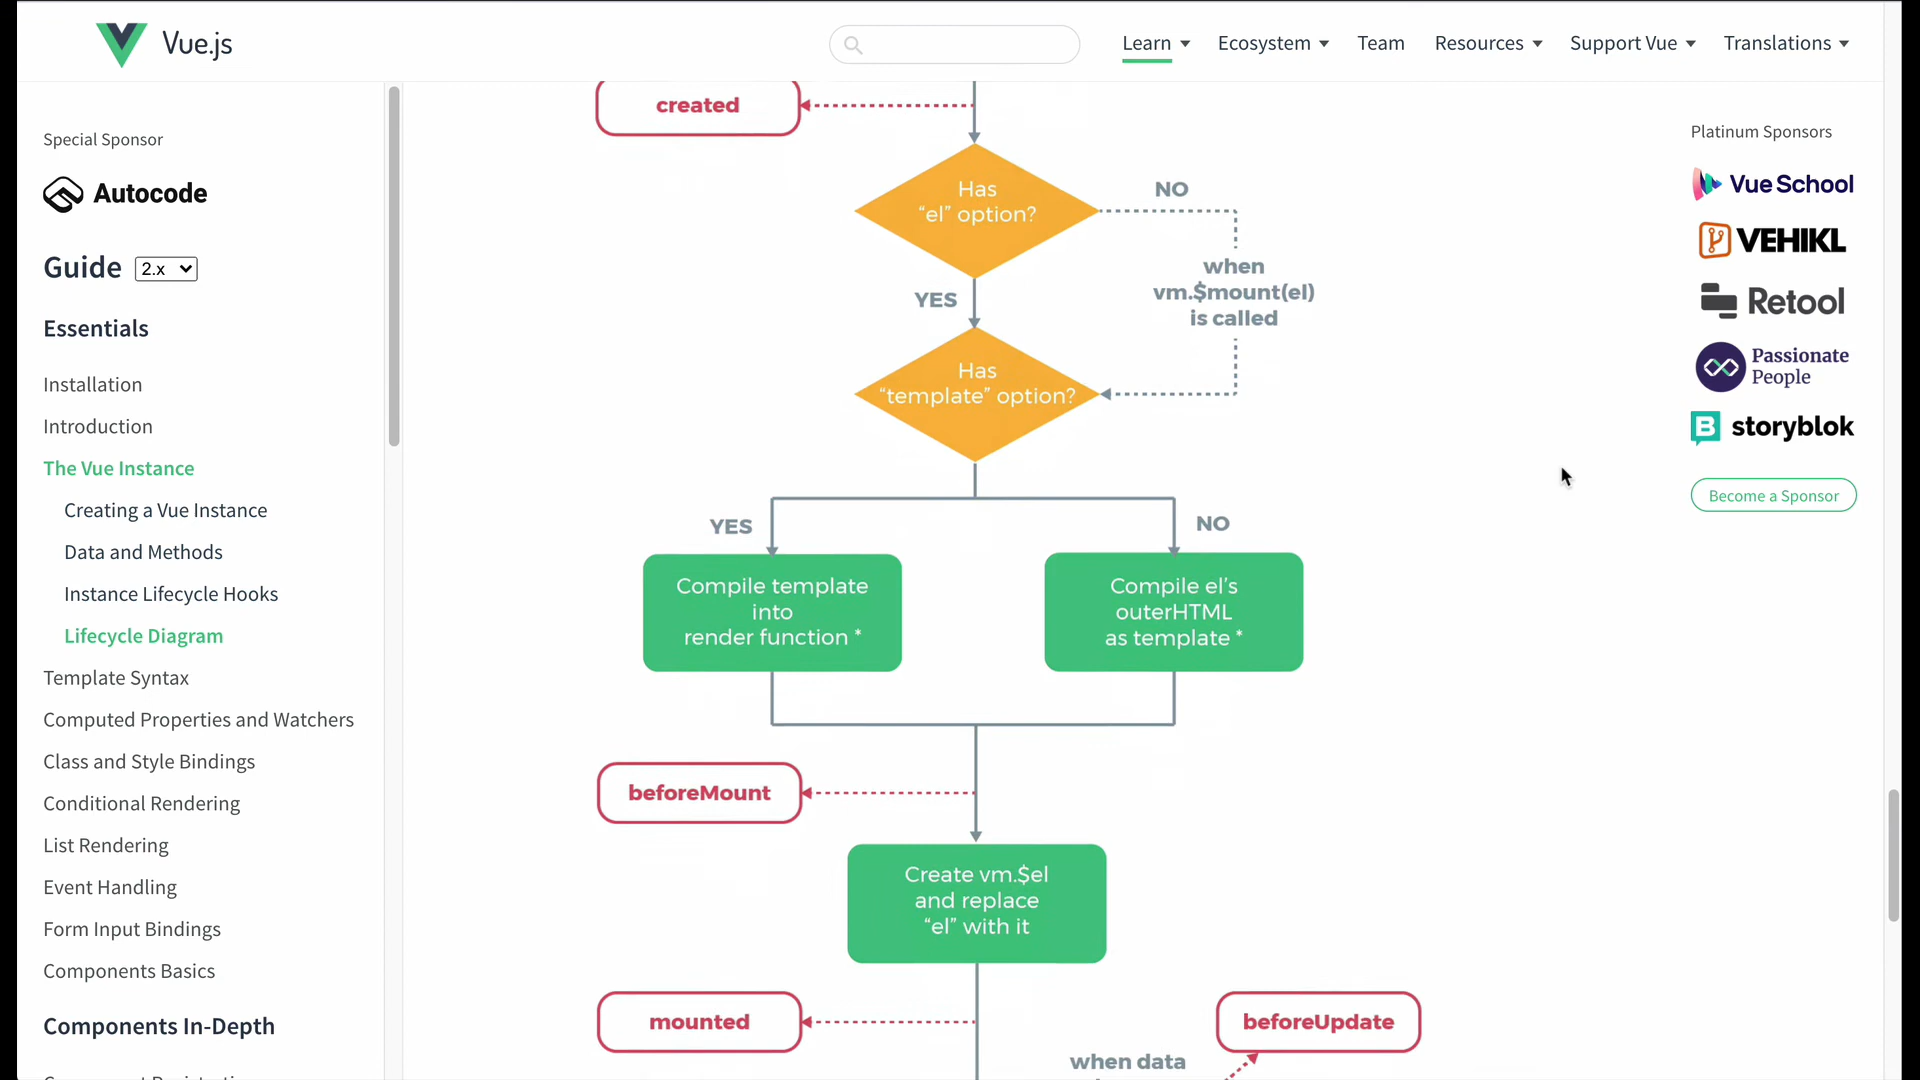 Vue.js
Learn
Ecosystem
Team
Resources
Support Vue
Translations
Special Sponsor
Autocode
Guide 2.x
Essentials
Installation
Introduction
The Vue Instance
Creating a Vue Instance
Data and Methods
Instance Lifecycle Hooks
Lifecycle Diagram
Template Syntax
Computed Properties and Watchers
Class and Style Bindings
Conditional Rendering
List Rendering
Event Handling
Form Input Bindings
Components Basics
Components In-Depth
created
Has
“el” option?
NO
when
vm.$mount(el)
is called
YES
Has
“template” option?
YES
NO
Compile template
into
render function *
Compile el’s
outerHTML
as template *
beforeMount
Create vm.$el
and replace
“el” with it
mounted
beforeUpdate
when data
Platinum Sponsors
Vue School
VEHIKL
Retool
Passionate
People
storyblok
Become a Sponsor